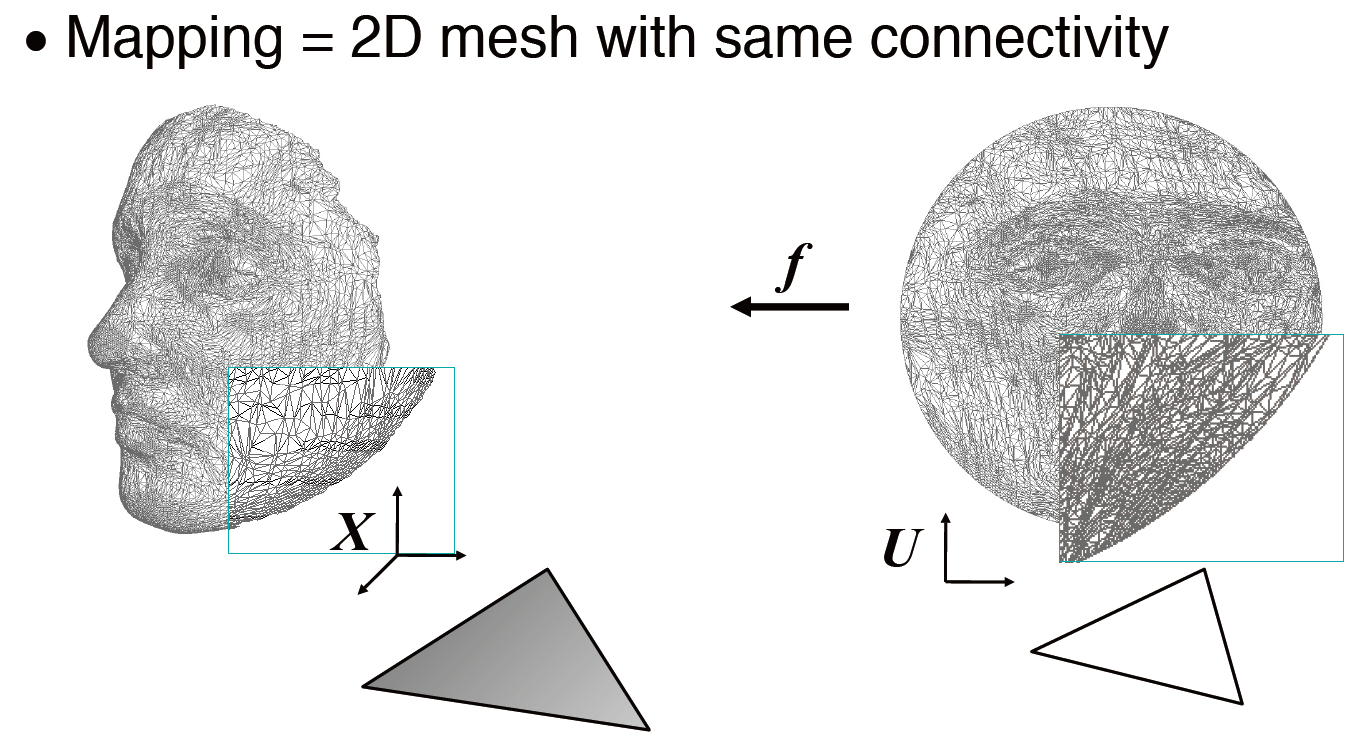 • Mapping = 2D mesh with same connectivity
f
X
U